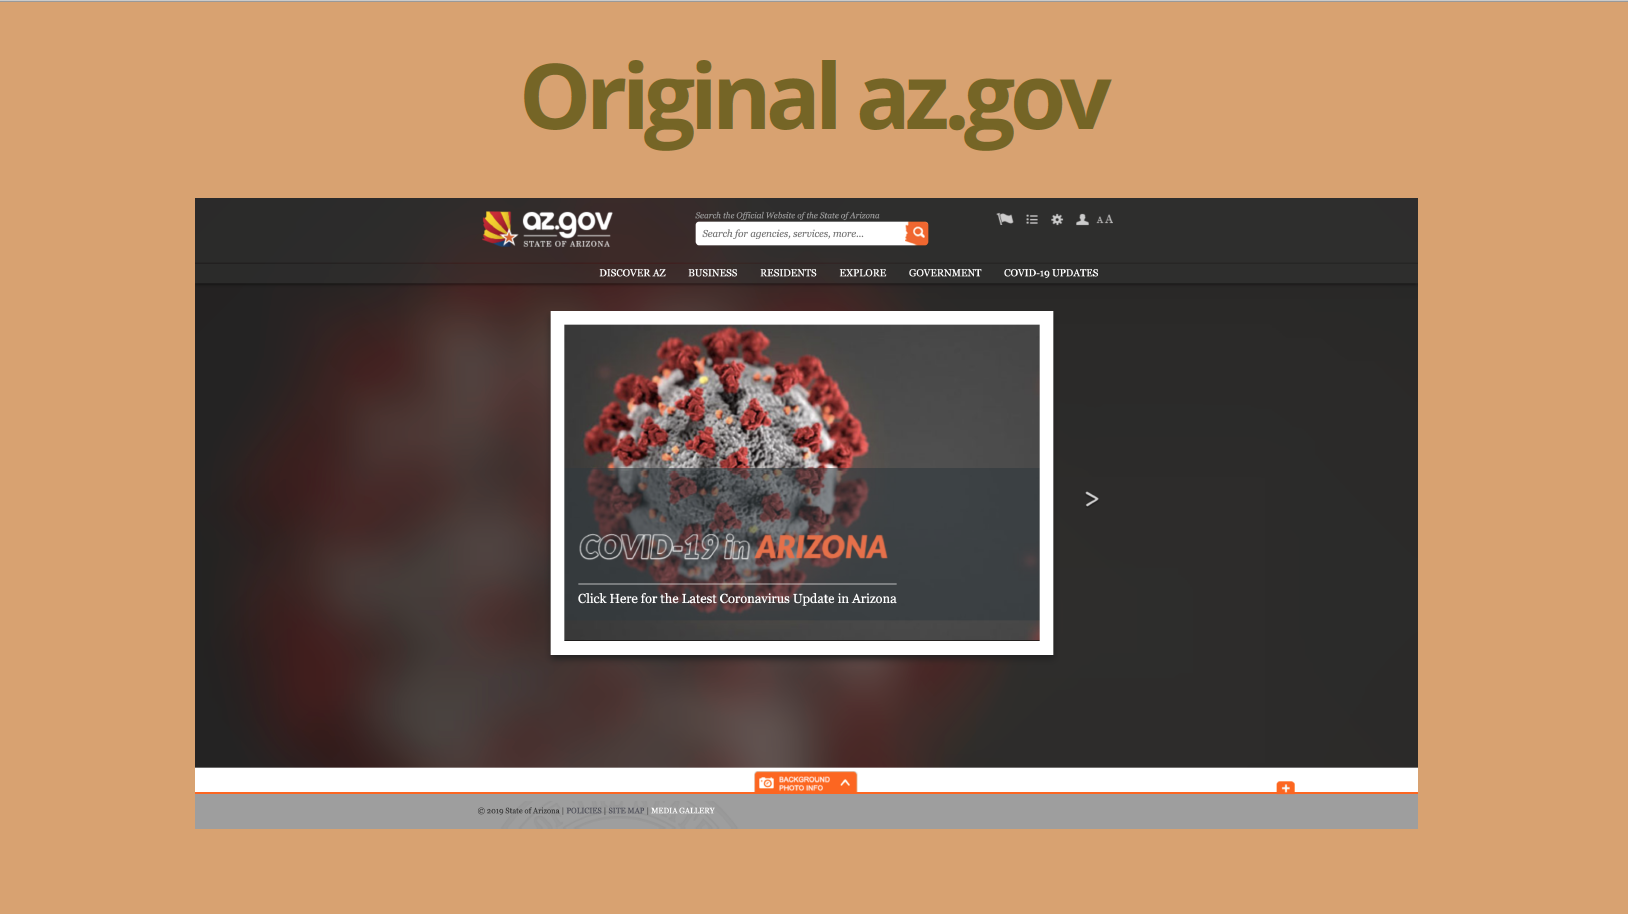 Original az.gov
az.gov
STATE OF ARIZONA
Search the Official Website of the State of Arizona
Search for agencies, services, more...
A A
DISCOVER AZ BUSINESS RESIDENTS EXPLORE GOVERNMENT COVID-19 UPDATES
COVID-19 in ARIZONA
Click Here for the Latest Coronavirus Update in Arizona
>
BACKGROUND
PHOTO INFO
+
© 2019 State of Arizona | POLICIES | SITE MAP | MEDIA GALLERY